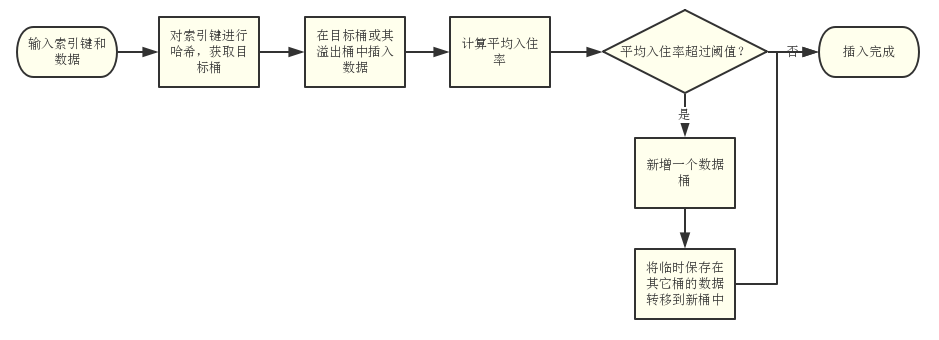 输入索引键和
数据
对索引键进行
哈希，获取目
标桶
在目标桶或其
溢出桶中插入
数据
计算平均入住
率
平均入住率超过阈值？
否
插入完成
是
新增一个数据
桶
将临时保存在
其它桶的数据
转移到新桶中